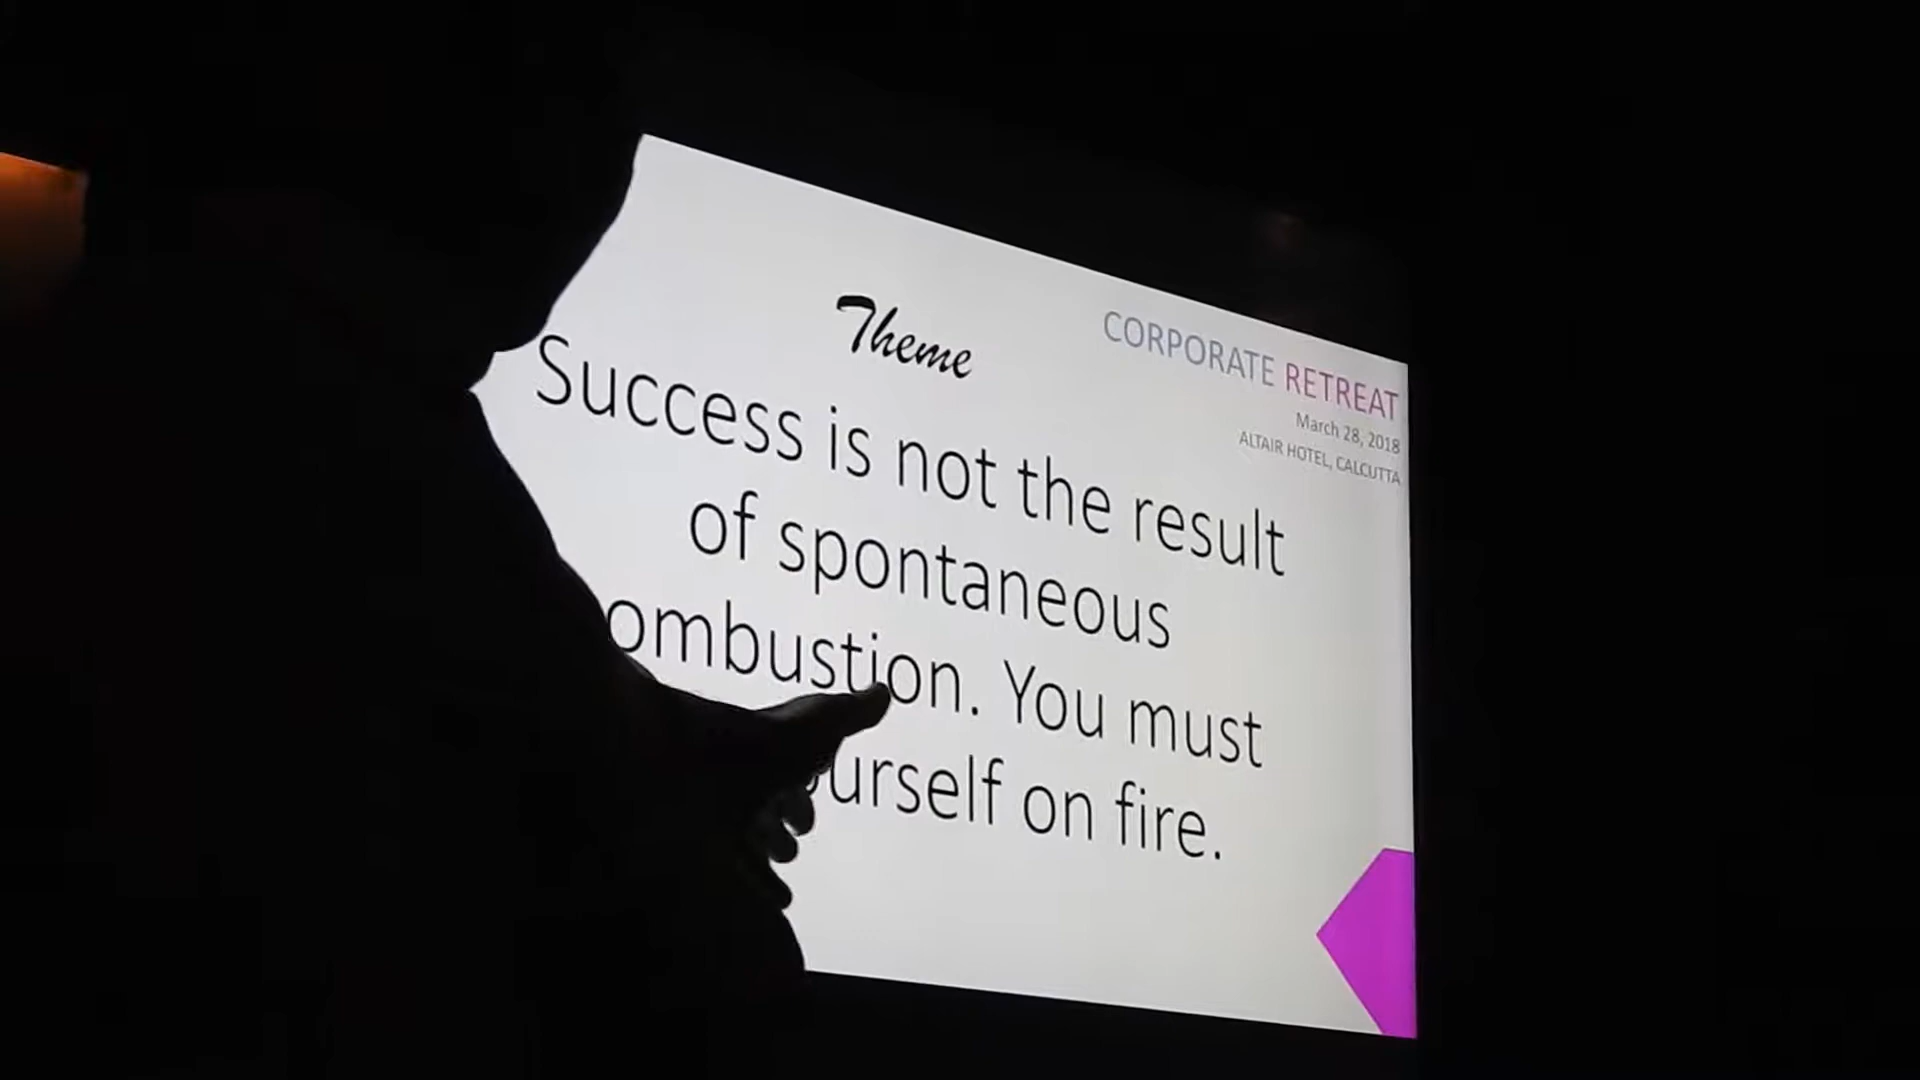 Theme
CORPORATE RETREAT
March 28, 2018
ALTAIR HOTEL, CALCUTTA
Success is not the result
of spontaneous
ombustion. You must
urself on fire.